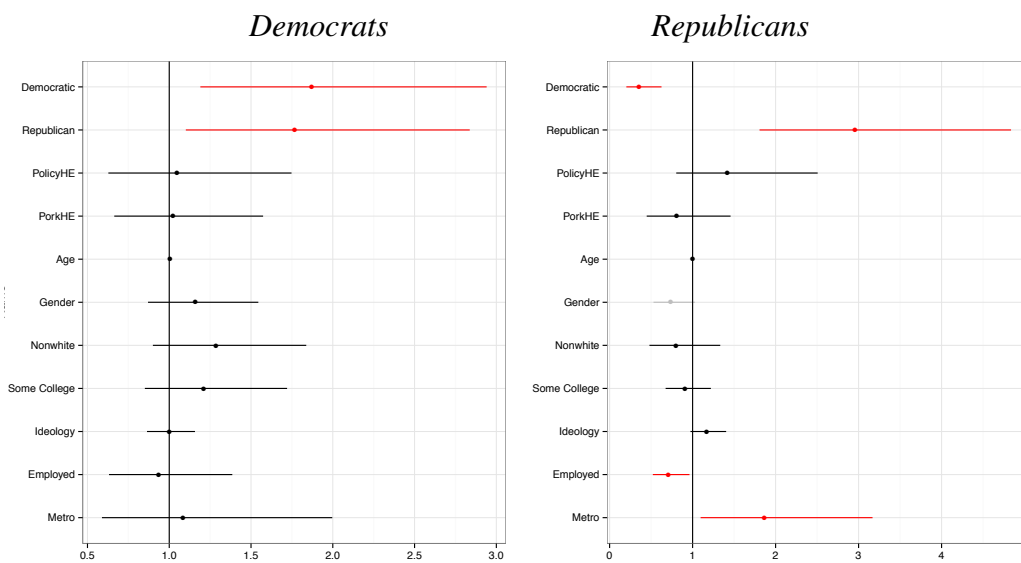 Democrats
Democratic
Republican
PolicyHE
PorkHE
Age
Gender
Nonwhite
Some College
Ideology
Employed
Metro
0.5 1.0 1.5 2.0 2.5 3.0
Republicans
Democratic
Republican
PolicyHE
PorkHE
Age
Gender
Nonwhite
Some College
Ideology
Employed
Metro
0 1 2 3 4